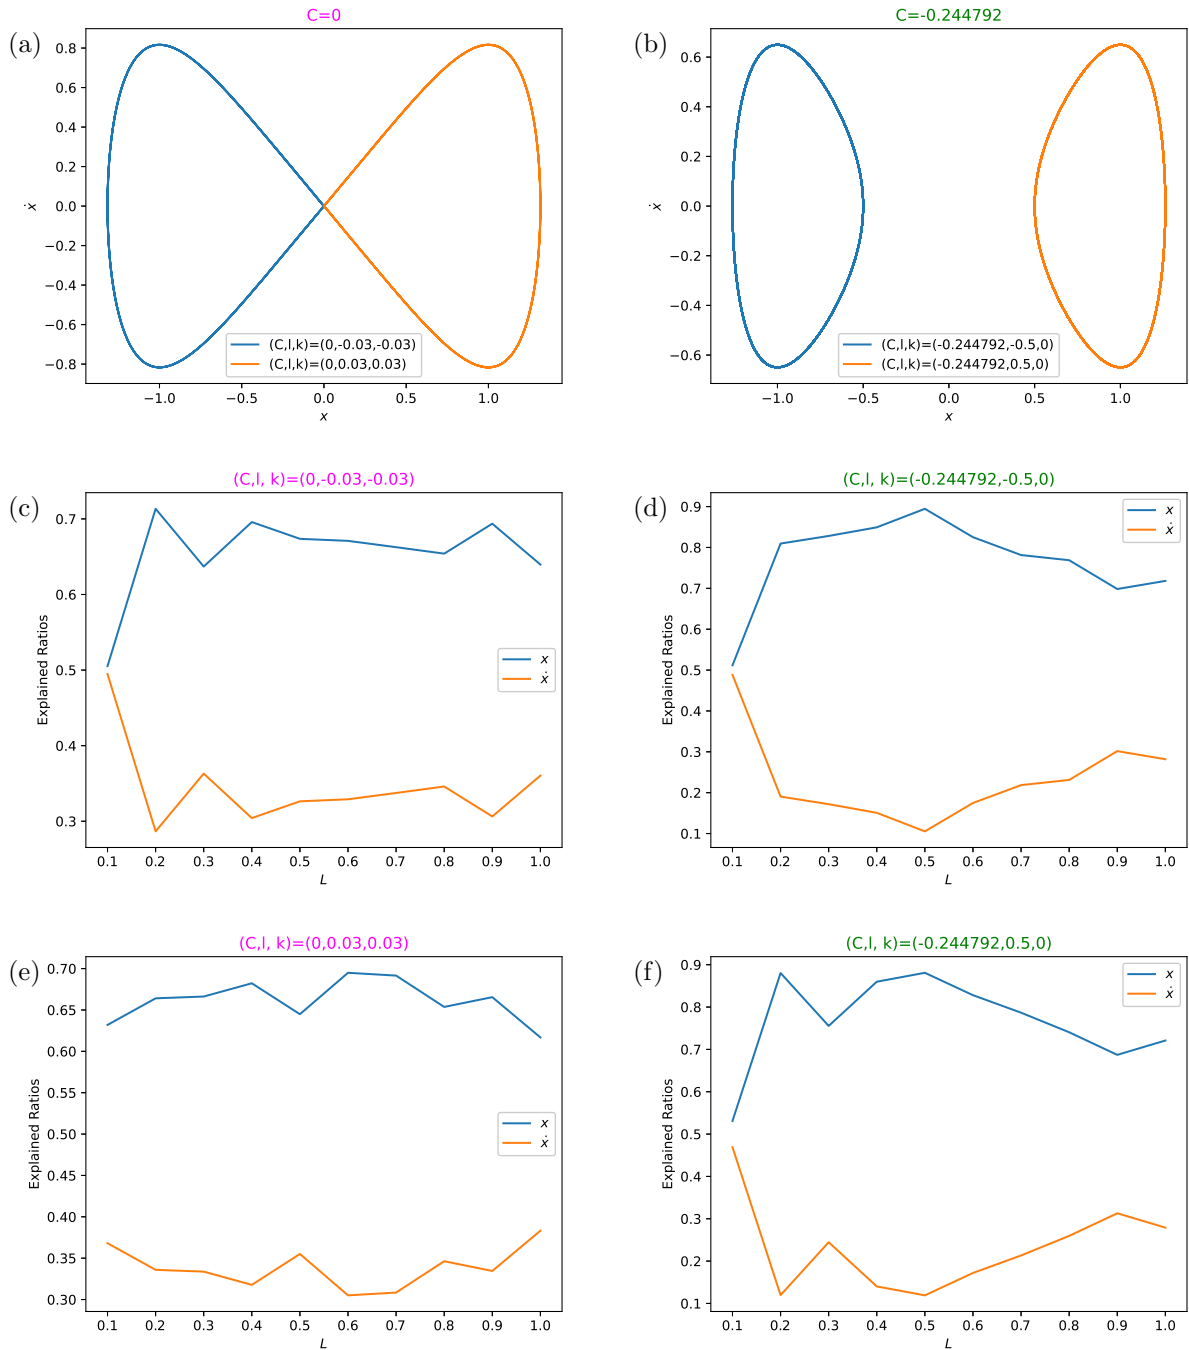 C=0
(a)
0.8
0.6
0.4
0.2
0.0
−0.2
−0.4
−0.6
−0.8
ẋ
(C,l,k)=(0,-0.03,-0.03)
(C,l,k)=(0,0.03,0.03)
−1.0 −0.5 0.0 0.5 1.0
x
C=-0.244792
(b)
0.6
0.4
0.2
0.0
−0.2
−0.4
−0.6
ẋ
(C,l,k)=(-0.244792,-0.5,0)
(C,l,k)=(-0.244792,0.5,0)
−1.0 −0.5 0.0 0.5 1.0
x
(C,l, k)=(0,-0.03,-0.03)
(c)
0.7
0.6
0.5
0.4
0.3
Explained Ratios
x
ẋ
0.1 0.2 0.3 0.4 0.5 0.6 0.7 0.8 0.9 1.0
L
(C,l, k)=(-0.244792,-0.5,0)
(d)
0.9
0.8
0.7
0.6
0.5
0.4
0.3
0.2
0.1
Explained Ratios
x
ẋ
0.1 0.2 0.3 0.4 0.5 0.6 0.7 0.8 0.9 1.0
L
(C,l, k)=(0,0.03,0.03)
(e)
0.70
0.65
0.60
0.55
0.50
0.45
0.40
0.35
0.30
Explained Ratios
x
ẋ
0.1 0.2 0.3 0.4 0.5 0.6 0.7 0.8 0.9 1.0
L
(C,l, k)=(-0.244792,0.5,0)
(f)
0.9
0.8
0.7
0.6
0.5
0.4
0.3
0.2
0.1
Explained Ratios
x
ẋ
0.1 0.2 0.3 0.4 0.5 0.6 0.7 0.8 0.9 1.0
L